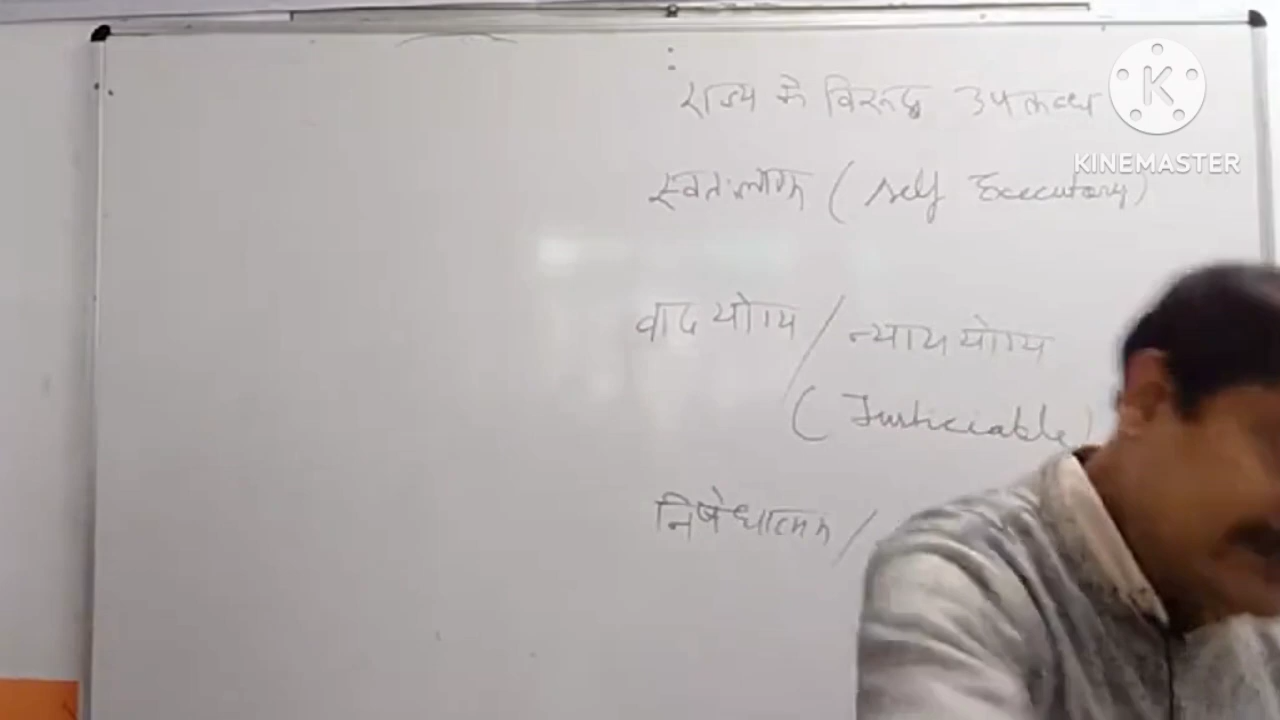 राज्य के विरूद्ध उपलब्ध
KINEMASTER
स्वतःलागू ( Self Executory)
वाद योग्य / न्याय योग्य
( Justiciable )
निषेधात्मक /